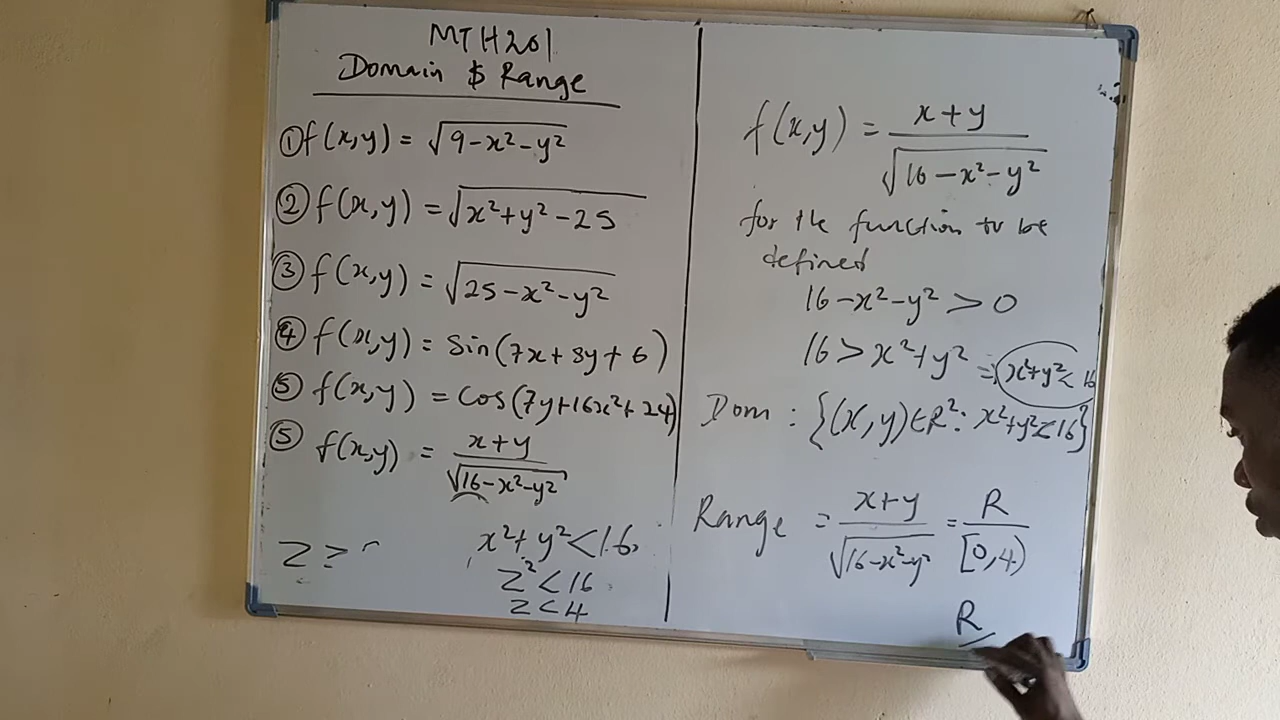 MTH201
Domain $ Range
① f(x,y) = √(9-x²-y²)
② f(x,y) = √(x²+y²-25)
③ f(x,y) = √(25-x²-y²)
④ f(x,y) = Sin(7x+8y+6)
⑤ f(x,y) = Cos(7y+16x²+24)
⑤ f(x,y) = (x+y)/√(16-x²-y²)
x²+y²<16
z²<16
z<4
z ≥
f(x,y) = (x+y)/√(16-x²-y²)
for the function to be
defined
16-x²-y²>0
16>x²+y² = x²+y²<16
Dom : {(x,y)∈R²: x²+y²<16}
Range = (x+y)/√(16-x²-y²) = R/[0,4)
R